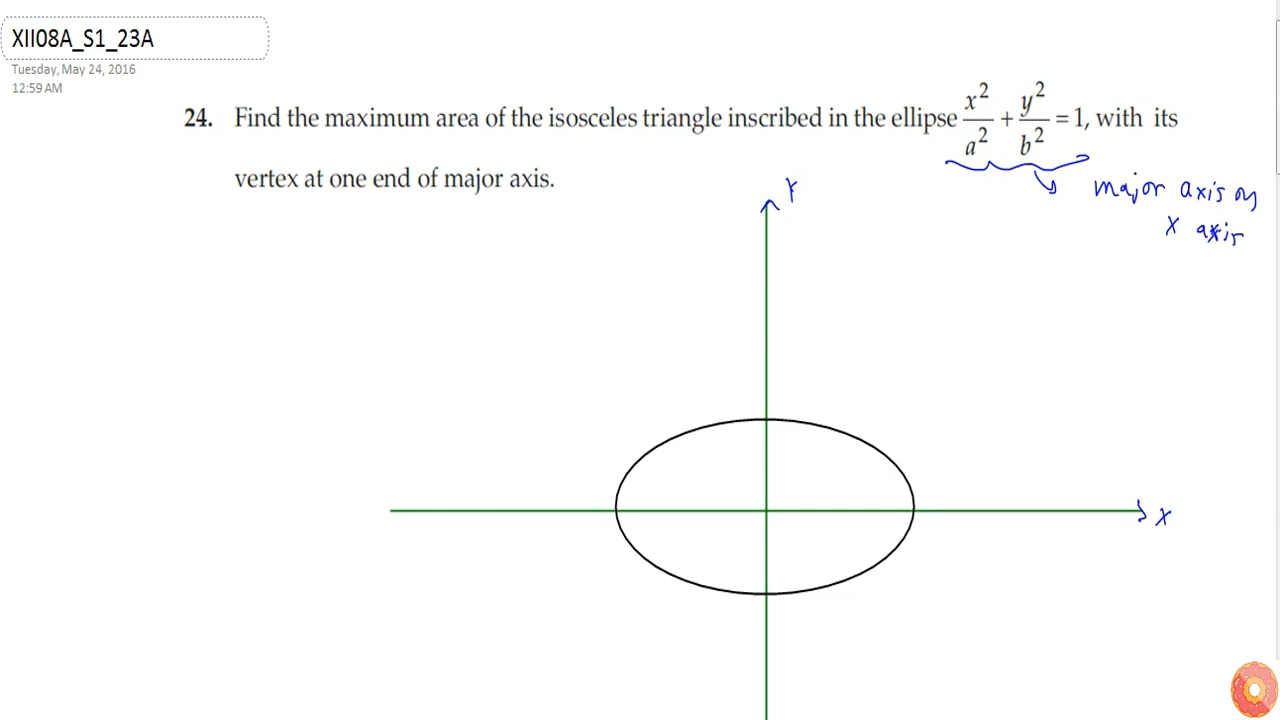 XII08A_S1_23A
Tuesday, May 24, 2016
12:59 AM
24. Find the maximum area of the isosceles triangle inscribed in the ellipse x²/a² + y²/b² = 1, with its
vertex at one end of major axis.
major axis on
X axis
Y
X